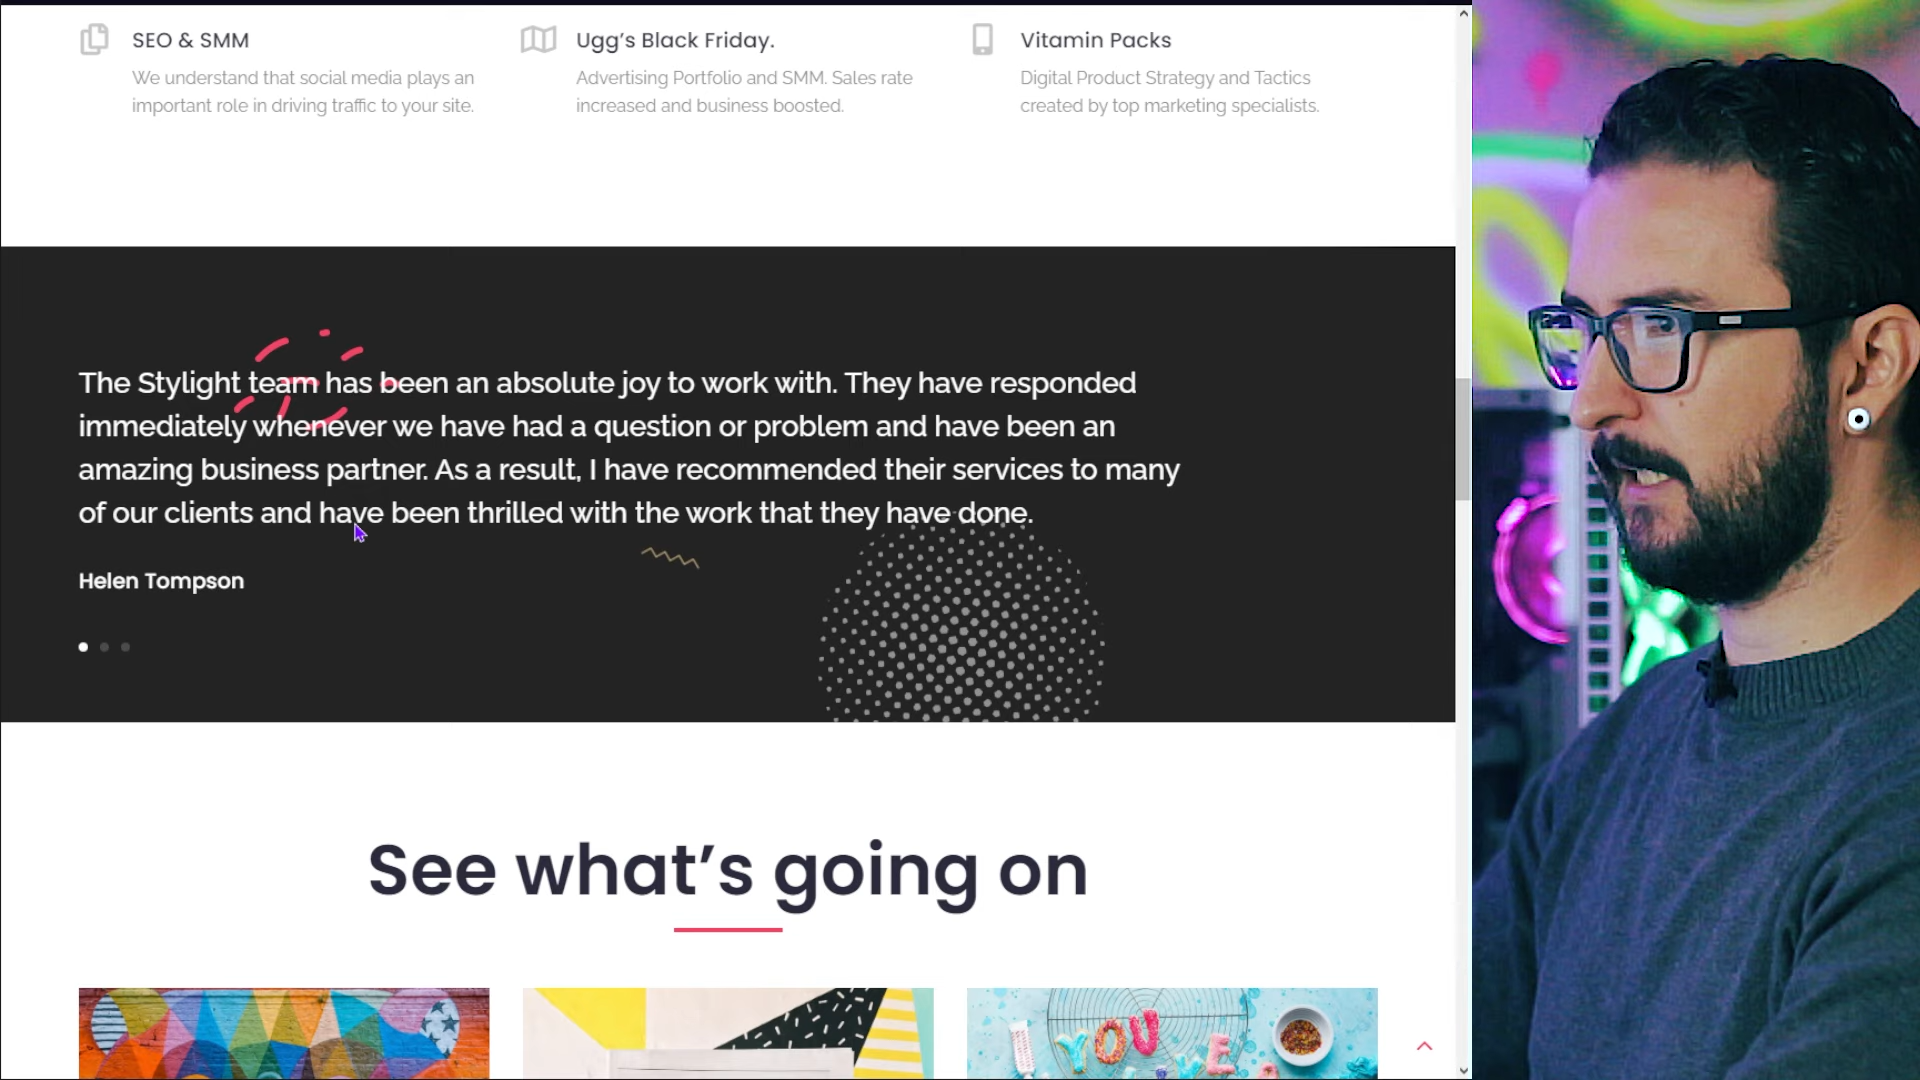 SEO & SMM
We understand that social media plays an
important role in driving traffic to your site.
Ugg's Black Friday.
Advertising Portfolio and SMM. Sales rate
increased and business boosted.
Vitamin Packs
Digital Product Strategy and Tactics
created by top marketing specialists.
The Stylight team has been an absolute joy to work with. They have responded
immediately whenever we have had a question or problem and have been an
amazing business partner. As a result, I have recommended their services to many
of our clients and have been thrilled with the work that they have done.
Helen Tompson
See what's going on
YOU